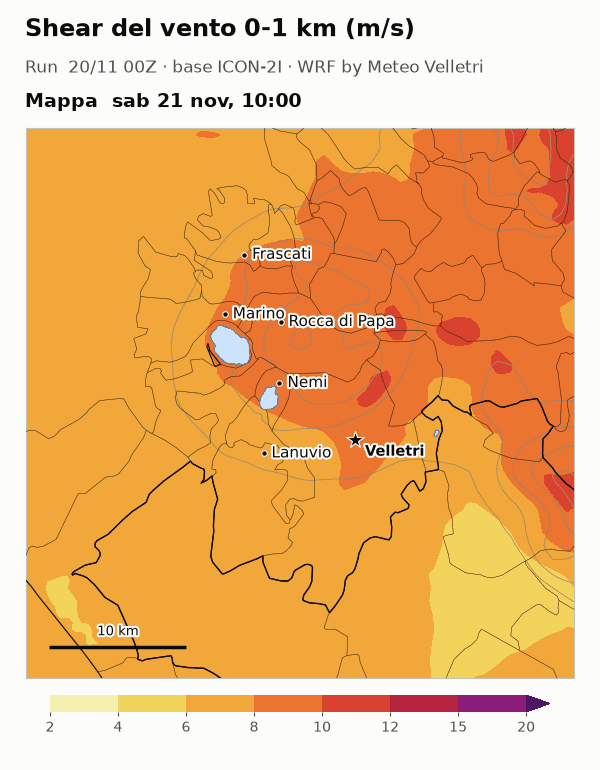 Shear del vento 0-1 km (m/s)
Run  20/11 00Z · base ICON-2I · WRF by Meteo Velletri
Mappa  sab 21 nov, 10:00
Frascati
Marino
Rocca di Papa
Nemi
Velletri
Lanuvio
10 km
2 4 6 8 10 12 15 20